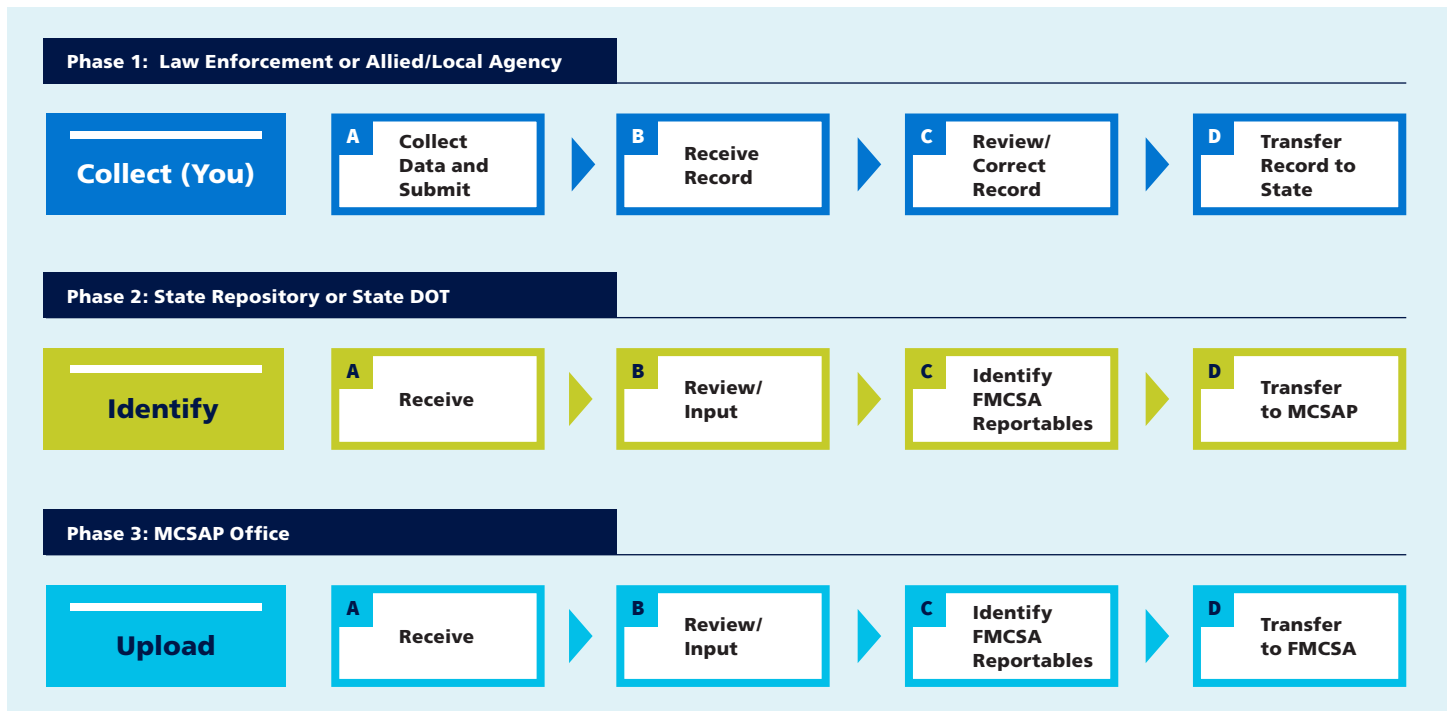 Phase 1: Law Enforcement or Allied/Local Agency
Collect (You)
A
Collect
Data and
Submit
B
Receive
Record
C
Review/
Correct
Record
D
Transfer
Record to
State
Phase 2: State Repository or State DOT
Identify
A
Receive
B
Review/
Input
C
Identify
FMCSA
Reportables
D
Transfer
to MCSAP
Phase 3: MCSAP Office
Upload
A
Receive
B
Review/
Input
C
Identify
FMCSA
Reportables
D
Transfer
to FMCSA